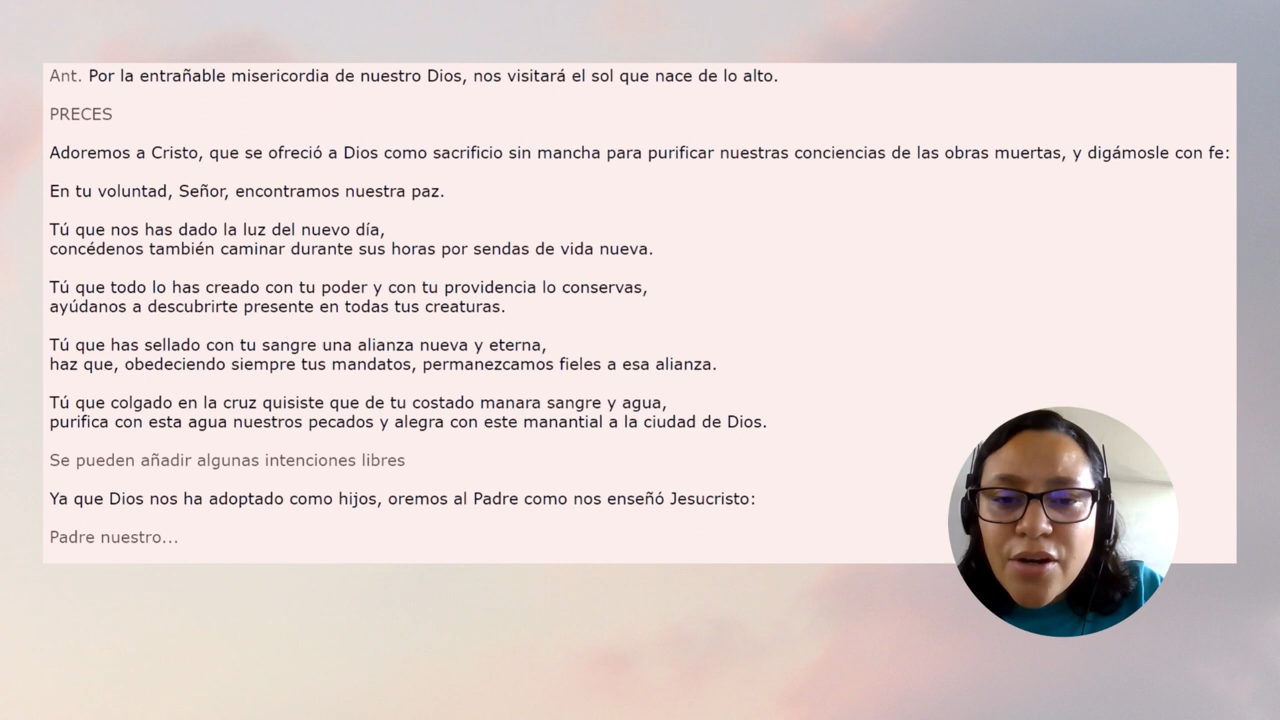 Ant. Por la entrañable misericordia de nuestro Dios, nos visitará el sol que nace de lo alto.
PRECES
Adoremos a Cristo, que se ofreció a Dios como sacrificio sin mancha para purificar nuestras conciencias de las obras muertas, y digámosle con fe:
En tu voluntad, Señor, encontramos nuestra paz.
Tú que nos has dado la luz del nuevo día,
concédenos también caminar durante sus horas por sendas de vida nueva.
Tú que todo lo has creado con tu poder y con tu providencia lo conservas,
ayúdanos a descubrirte presente en todas tus creaturas.
Tú que has sellado con tu sangre una alianza nueva y eterna,
haz que, obedeciendo siempre tus mandatos, permanezcamos fieles a esa alianza.
Tú que colgado en la cruz quisiste que de tu costado manara sangre y agua,
purifica con esta agua nuestros pecados y alegra con este manantial a la ciudad de Dios.
Se pueden añadir algunas intenciones libres
Ya que Dios nos ha adoptado como hijos, oremos al Padre como nos enseñó Jesucristo:
Padre nuestro...